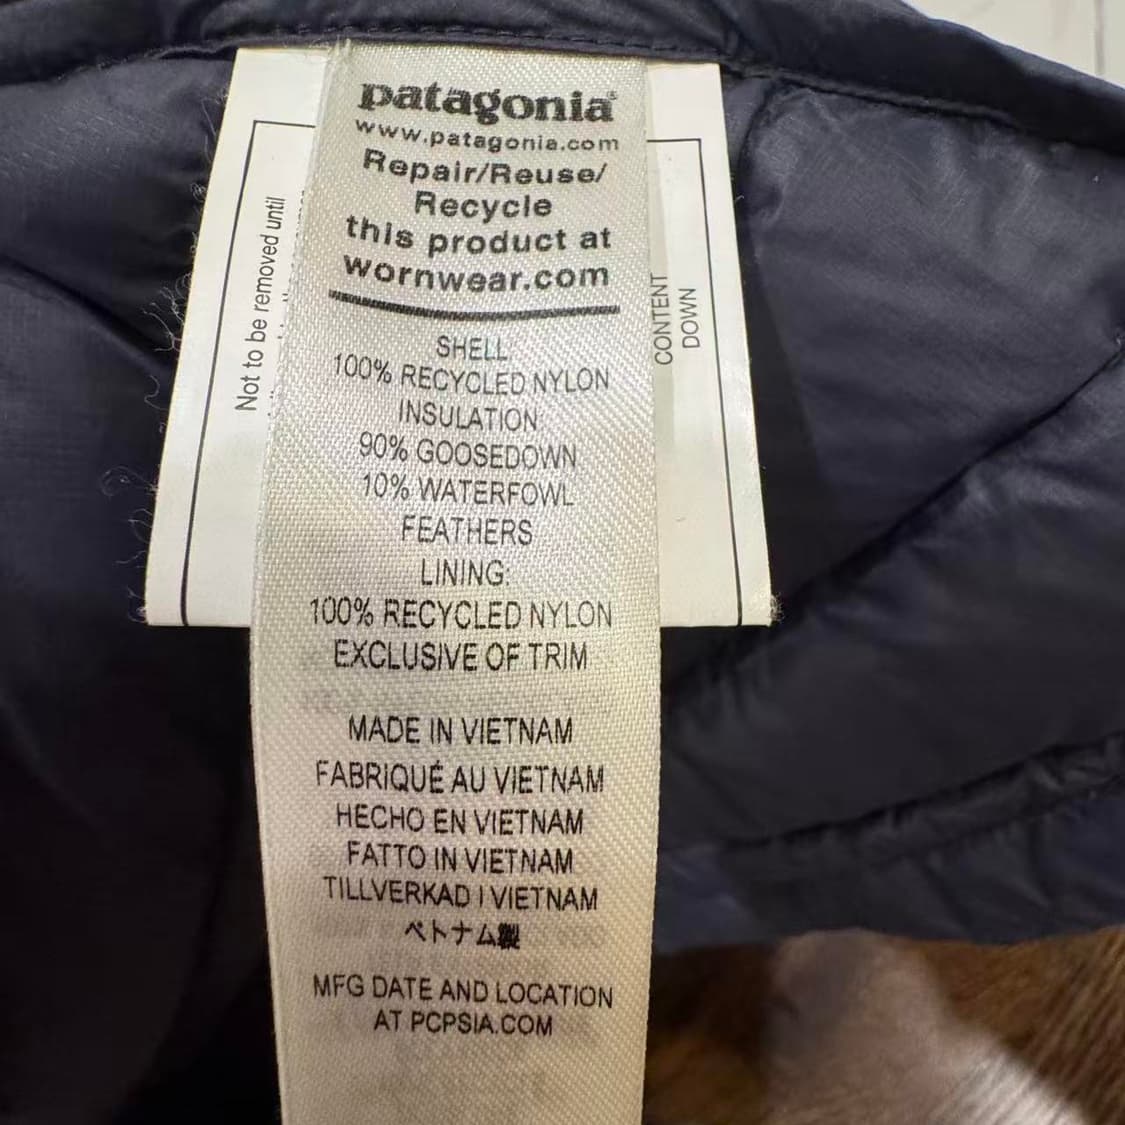 patagonia®
www.patagonia.com
Repair/Reuse/
Recycle
this product at
wornwear.com
SHELL
100% RECYCLED NYLON
INSULATION
90% GOOSEDOWN
10% WATERFOWL
FEATHERS
LINING:
100% RECYCLED NYLON
EXCLUSIVE OF TRIM
MADE IN VIETNAM
FABRIQUÉ AU VIETNAM
HECHO EN VIETNAM
FATTO IN VIETNAM
TILLVERKAD I VIETNAM
ベトナム製
MFG DATE AND LOCATION
AT PCPSIA.COM
Not to be removed until
CONTENT
DOWN